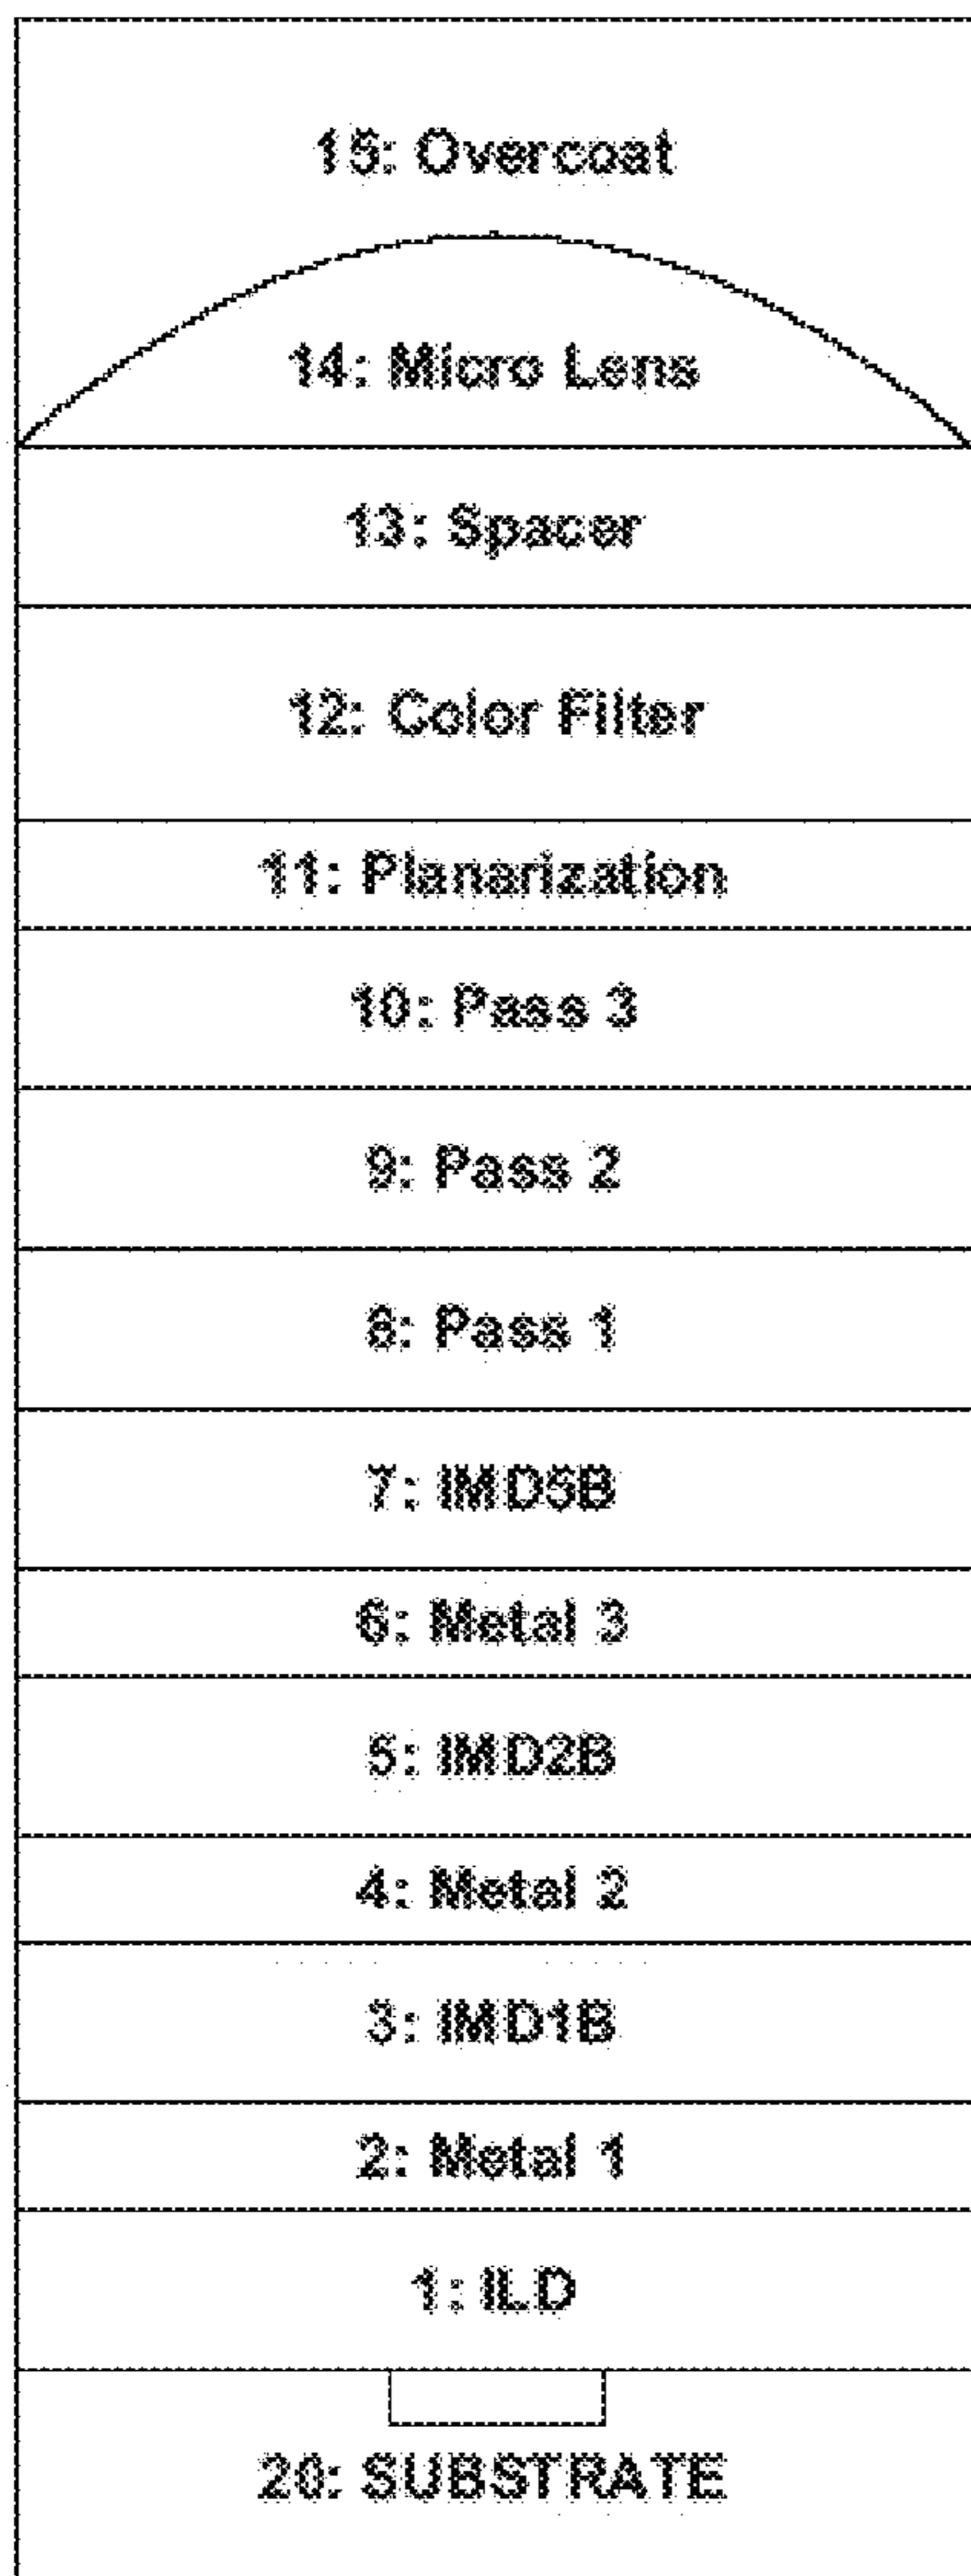 15: Overcoat
14: Micro Lens
13: Spacer
12: Color Filter
11: Planarization
10: Pass 3
9: Pass 2
8: Pass 1
7: IMD5B
6: Metal 3
5: IMD2B
4: Metal 2
3: IMD1B
2: Metal 1
1: ILD
20: SUBSTRATE